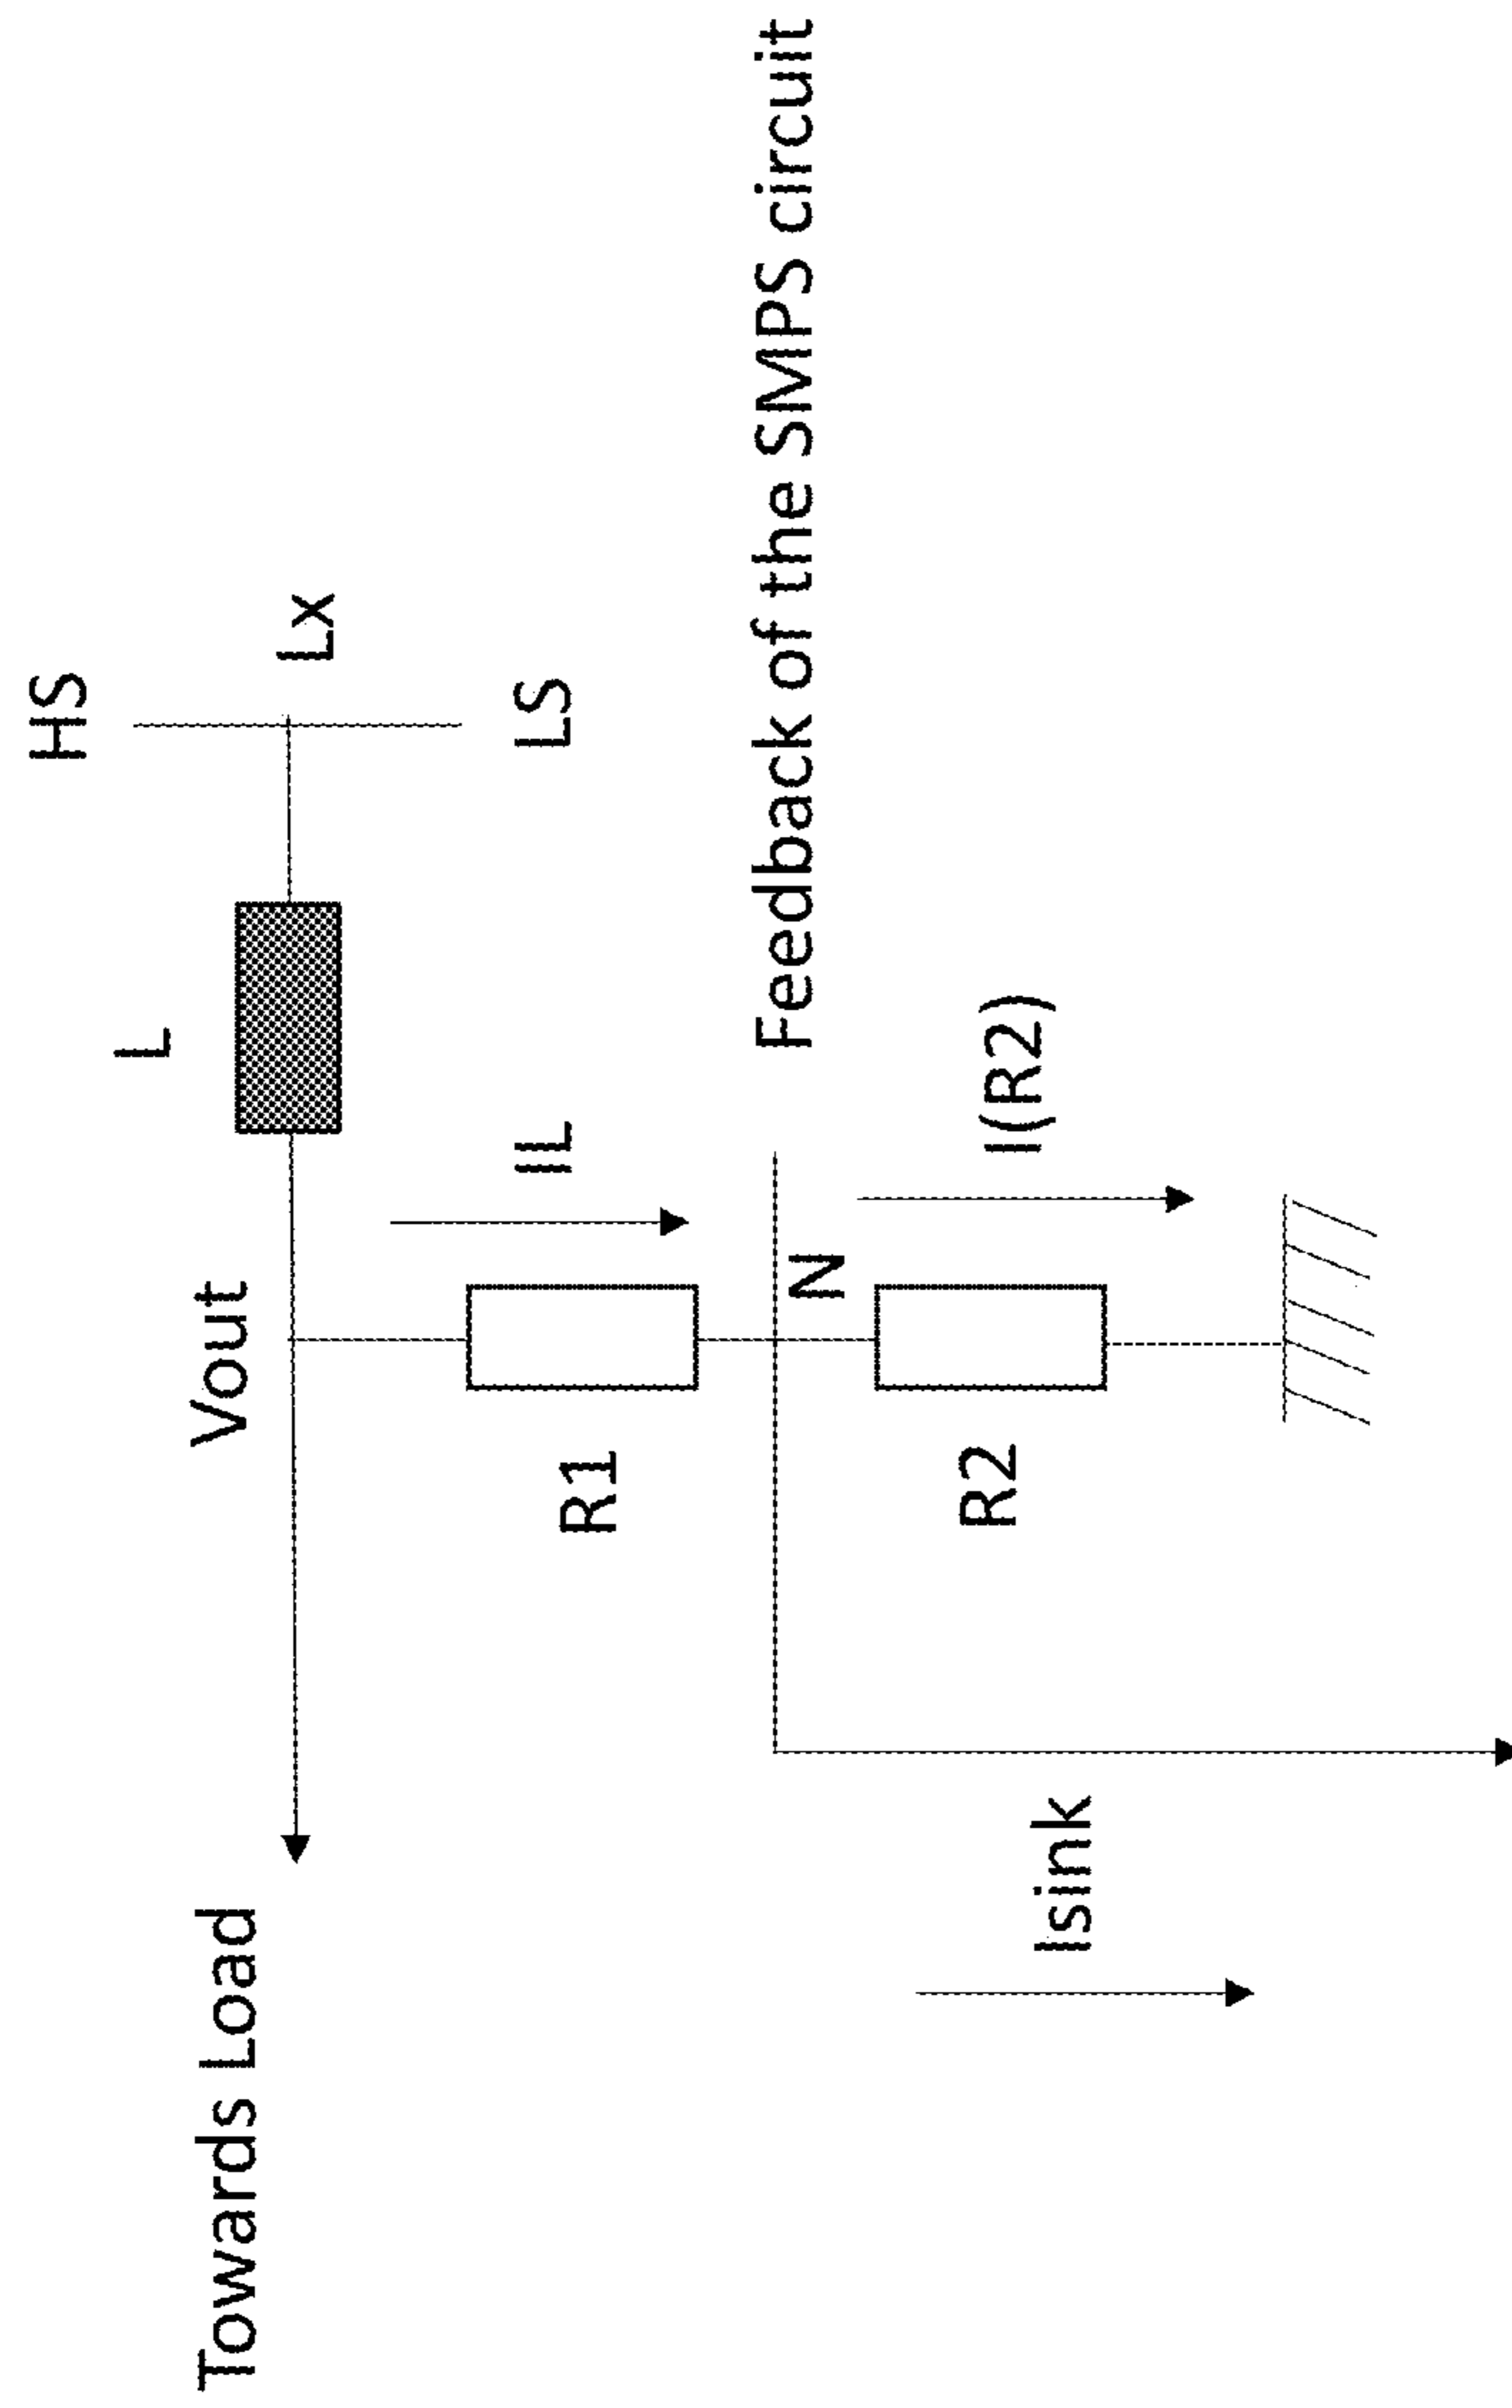 HS
Lx
LS
L
Vout
Towards Load
IL
R1
Feedback of the SMPS circuit
N
I(R2)
R2
Isink